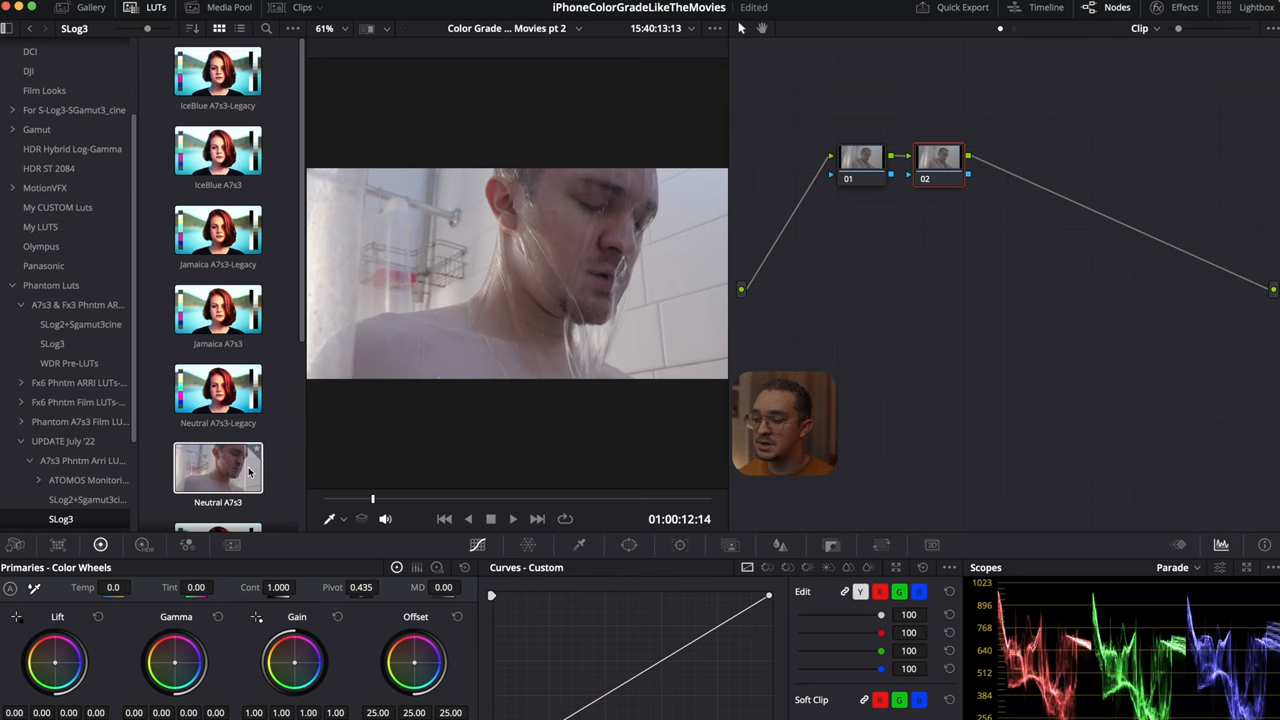 Gallery
LUTs
Media Pool
Clips
iPhoneColorGradeLikeTheMovies
Edited
Quick Export
Timeline
Nodes
Effects
Lightbox
SLog3
61%
Color Grade ... Movies pt 2
15:40:13:13
Clip
DCI
DJI
Film Looks
For S-Log3-SGamut3_cine
Gamut
HDR Hybrid Log-Gamma
HDR ST 2084
MotionVFX
My CUSTOM Luts
My LUTS
Olympus
Panasonic
Phantom Luts
A7s3 & Fx3 Phntm AR...
SLog2+Sgamut3cine
SLog3
WDR Pre-LUTs
Fx6 Phntm ARRI LUTs-...
Fx6 Phntm Film LUTs-...
Phantom A7s3 Film LU...
UPDATE July '22
A7s3 Phntm Arri LU...
ATOMOS Monitori...
SLog2+Sgamut3ci...
SLog3
IceBlue A7s3-Legacy
IceBlue A7s3
Jamaica A7s3-Legacy
Jamaica A7s3
Neutral A7s3-Legacy
Neutral A7s3
01
02
01:00:12:14
Primaries - Color Wheels
Temp 0.0
Tint 0.00
Cont 1.000
Pivot 0.435
MD 0.00
Lift
Gamma
Gain
Offset
0.00 0.00 0.00 0.00
0.00 0.00 0.00 0.00
1.00 1.00 1.00 1.00
25.00 25.00 25.00
Curves - Custom
Edit
Y
R
G
B
100
100
100
100
Soft Clip
R
G
B
Scopes
Parade
1023
896
768
640
512
384
256